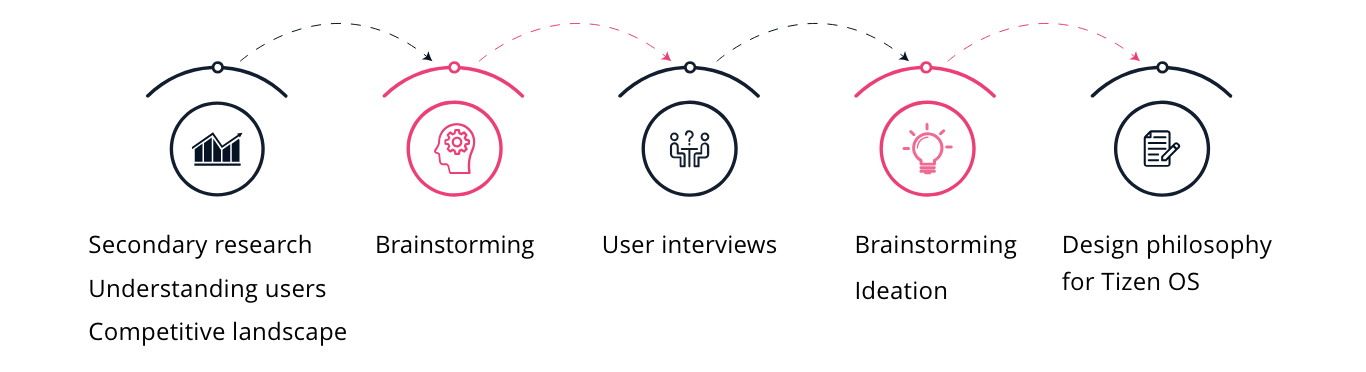 Secondary research
Understanding users
Competitive landscape
Brainstorming
User interviews
?
Brainstorming
Ideation
Design philosophy
for Tizen OS